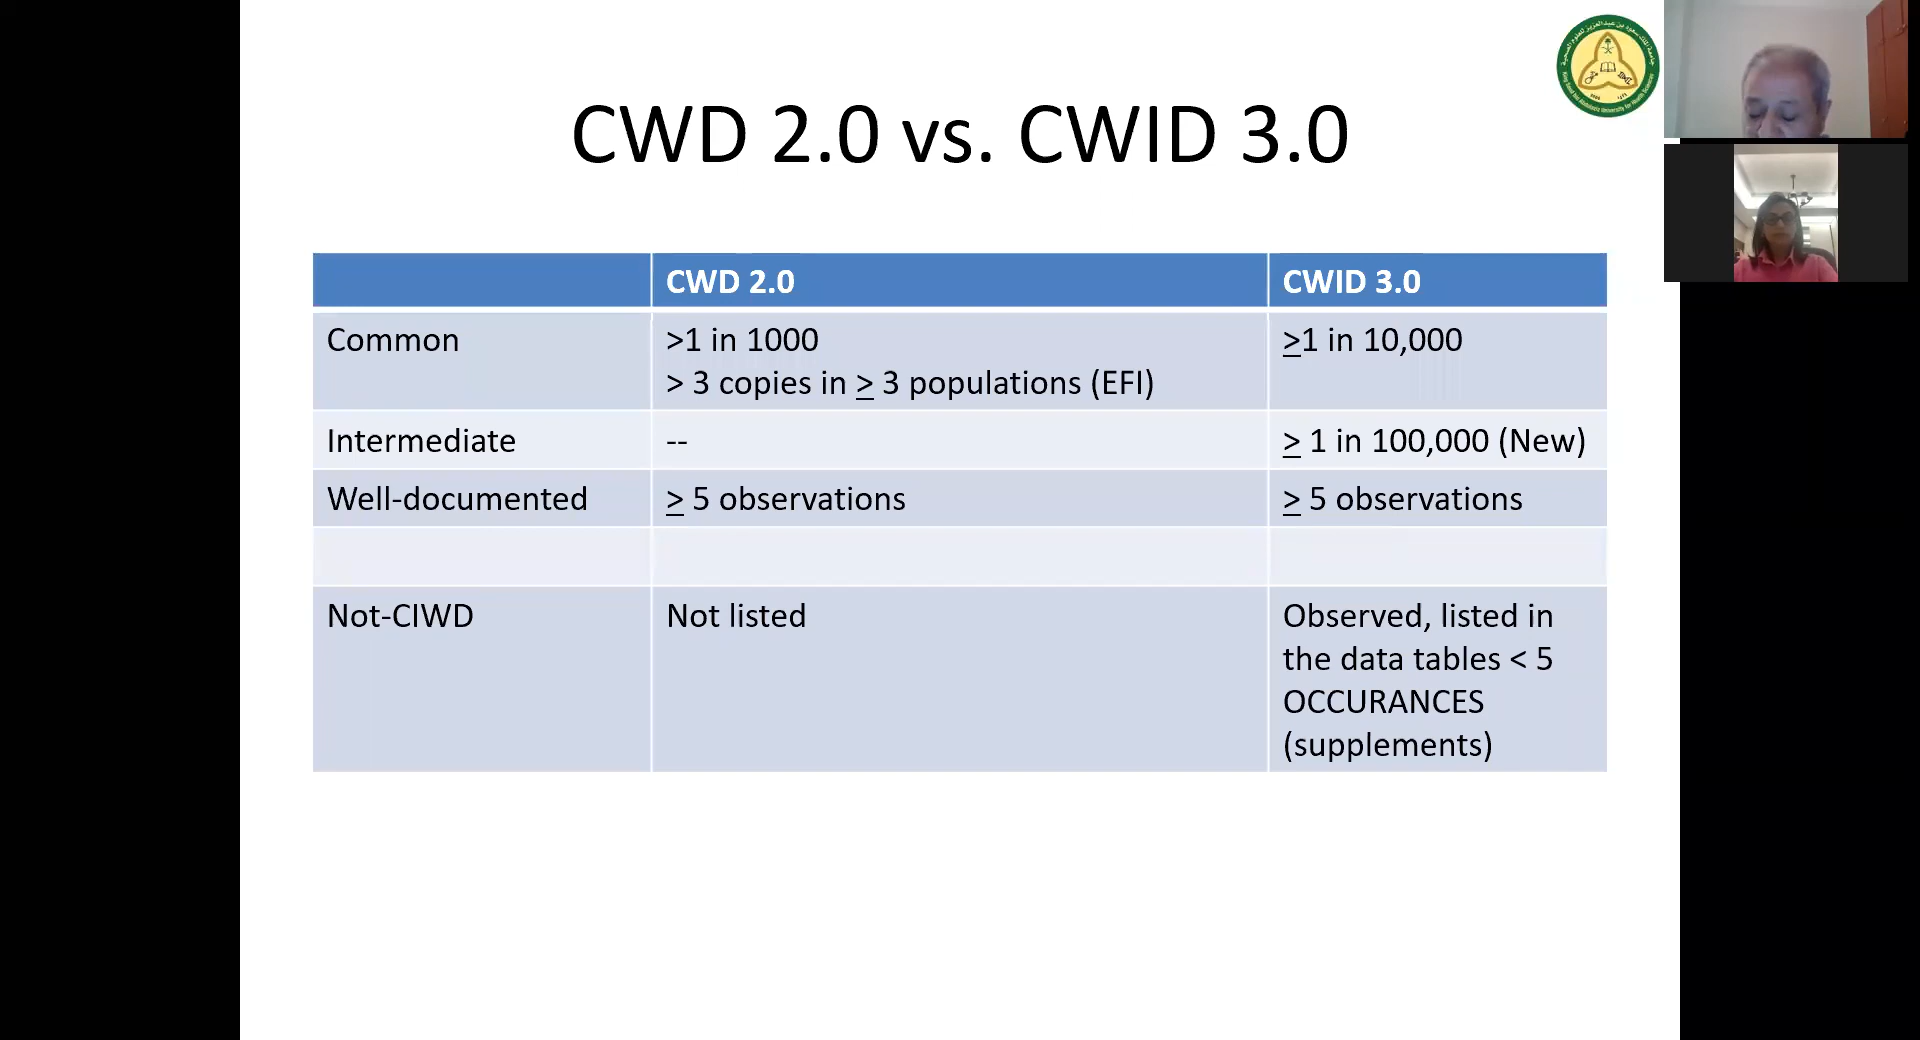 CWD 2.0 vs. CWID 3.0
CWD 2.0
CWID 3.0
Common
>1 in 1000
> 3 copies in ≥ 3 populations (EFI)
≥1 in 10,000
Intermediate
--
≥ 1 in 100,000 (New)
Well-documented
≥ 5 observations
≥ 5 observations
Not-CIWD
Not listed
Observed, listed in
the data tables < 5
OCCURANCES
(supplements)